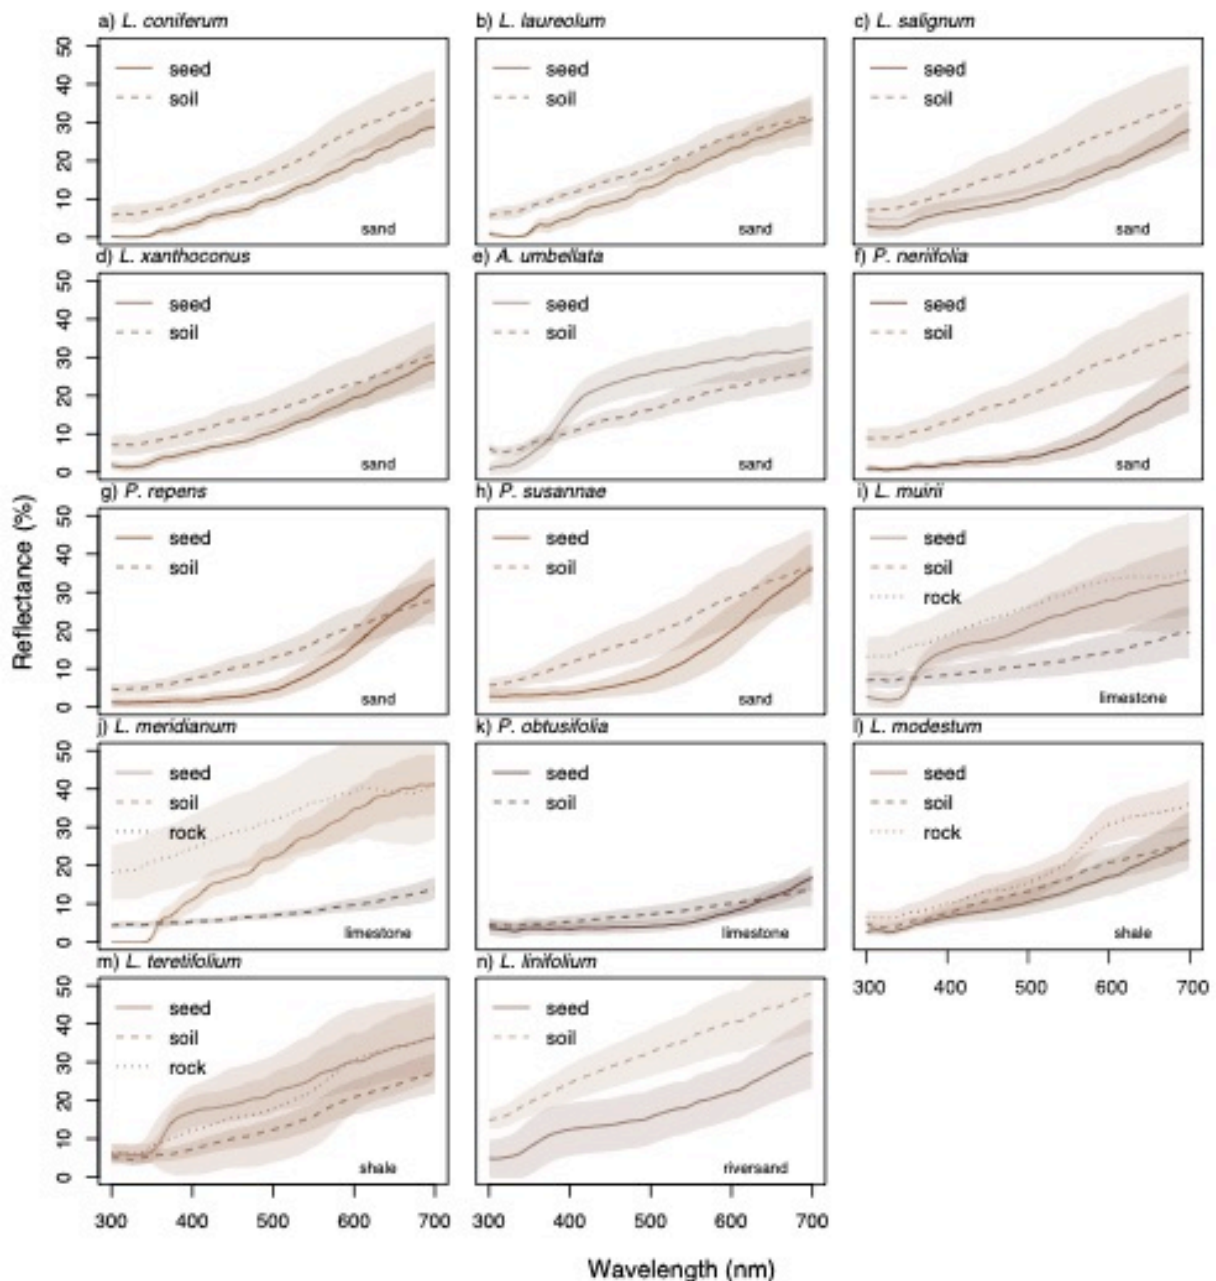 a) L. coniferum
b) L. laureolum
c) L. salignum
50
40
30
20
10
0
seed
soil
sand
seed
soil
sand
seed
soil
sand
d) L. xanthoconus
e) A. umbellata
f) P. neriifolia
50
40
30
20
10
0
seed
soil
sand
seed
soil
sand
seed
soil
sand
g) P. repens
h) P. susannae
i) L. muirii
50
40
30
20
10
0
seed
soil
sand
seed
soil
sand
seed
soil
rock
limestone
j) L. meridianum
k) P. obtusifolia
l) L. modestum
50
40
30
20
10
0
seed
soil
rock
limestone
seed
soil
limestone
seed
soil
rock
shale
300 400 500 600 700
m) L. teretifolium
n) L. linifolium
50
40
30
20
10
0
seed
soil
rock
shale
seed
soil
riversand
300 400 500 600 700
300 400 500 600 700
Reflectance (%)
Wavelength (nm)